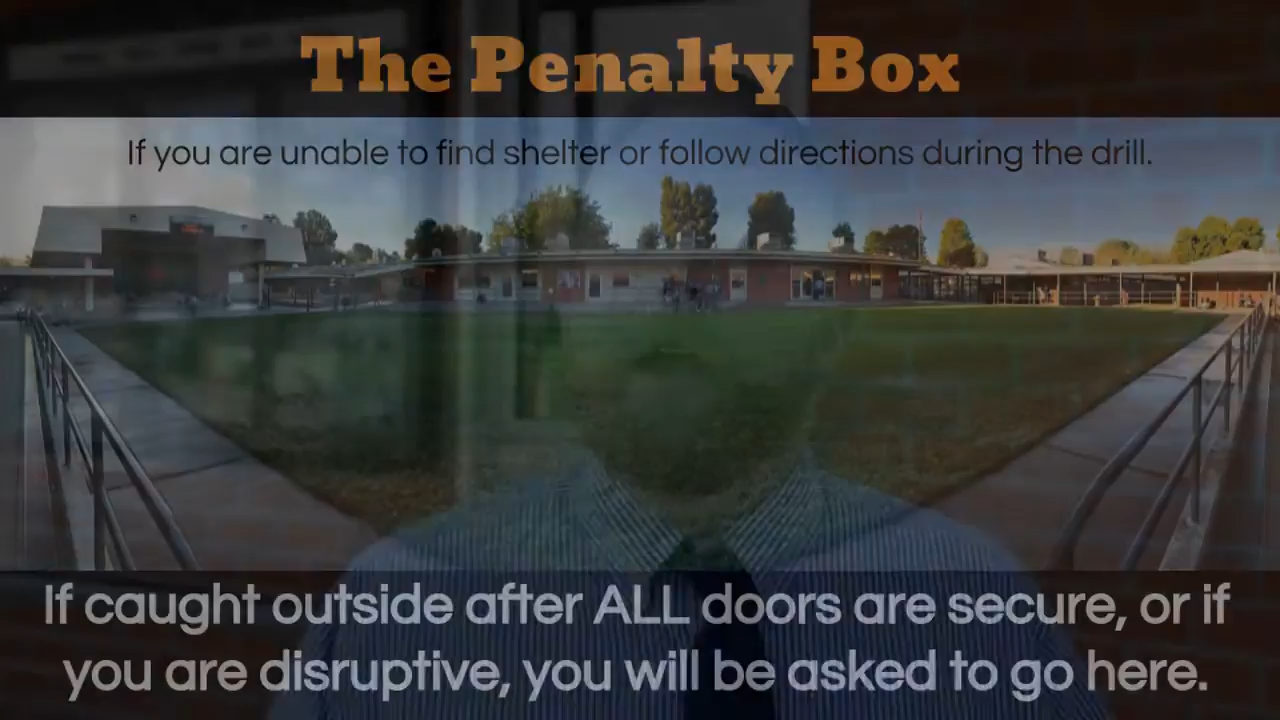 The Penalty Box
If you are unable to find shelter or follow directions during the drill.
If caught outside after ALL doors are secure, or if
you are disruptive, you will be asked to go here.